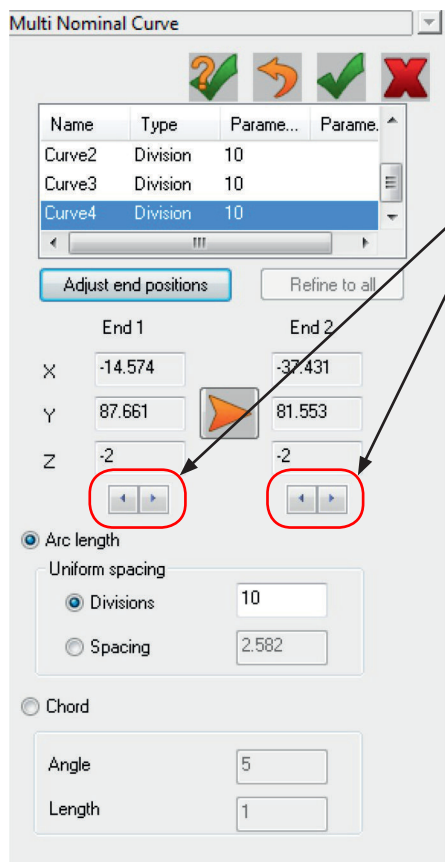 Multi Nominal Curve
Name Type Parame... Parame.
Curve2 Division 10
Curve3 Division 10
Curve4 Division 10
Adjust end positions Refine to all
End 1 End 2
X -14.574 -37.431
Y 87.661 81.553
Z -2 -2
Arc length
Uniform spacing
Divisions 10
Spacing 2.582
Chord
Angle 5
Length 1